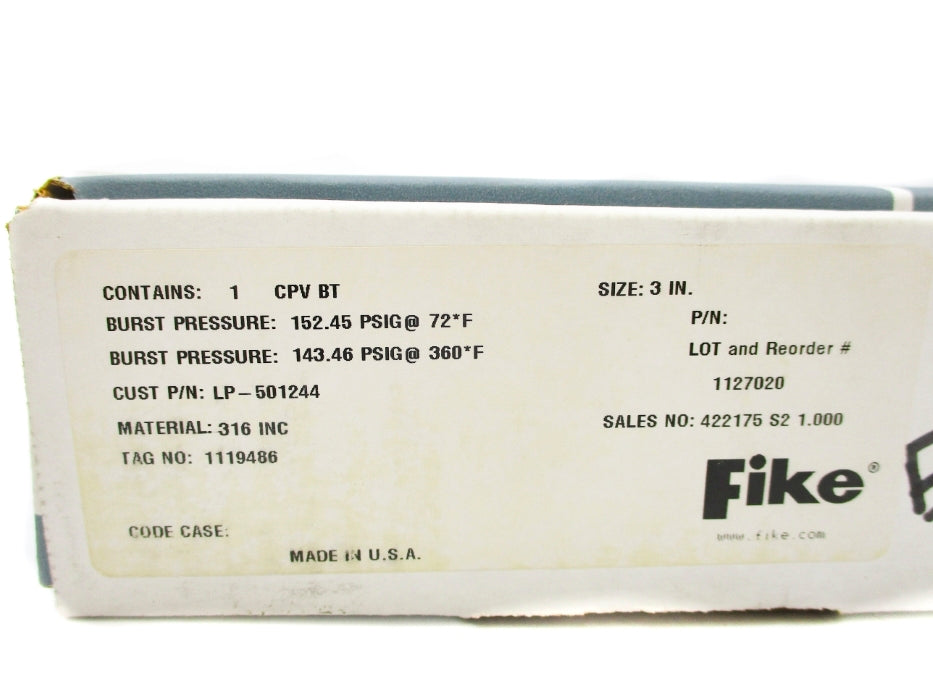 CONTAINS: 1 CPV BT
BURST PRESSURE: 152.45 PSIG@ 72*F
BURST PRESSURE: 143.46 PSIG@ 360*F
CUST P/N: LP-501244
MATERIAL: 316 INC
TAG NO: 1119486
CODE CASE:
MADE IN U.S.A.
SIZE: 3 IN.
P/N:
LOT and Reorder #
1127020
SALES NO: 422175 S2 1.000
Fike®
www.fike.com